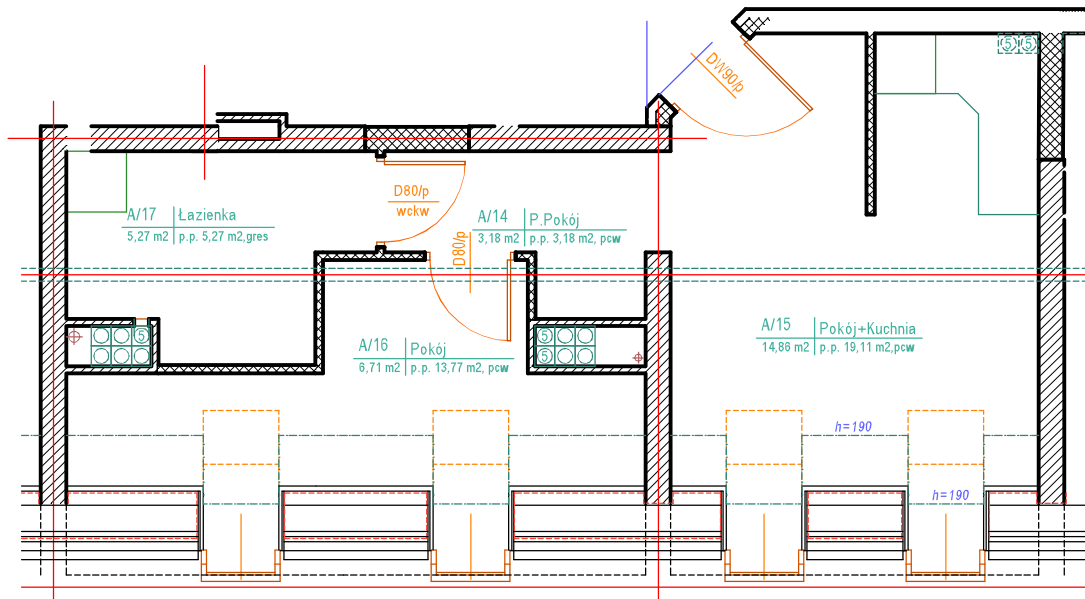 5 5
DW90/p
D80/p
wckw
A/17 Łazienka
5,27 m2 p.p. 5,27 m2,gres
A/14 P.Pokój
3,18 m2 p.p. 3,18 m2, pcw
D80/p
5
5
5
A/16 Pokój
6,71 m2 p.p. 13,77 m2, pcw
A/15 Pokój+Kuchnia
14,86 m2 p.p. 19,11 m2,pcw
h=190
h=190